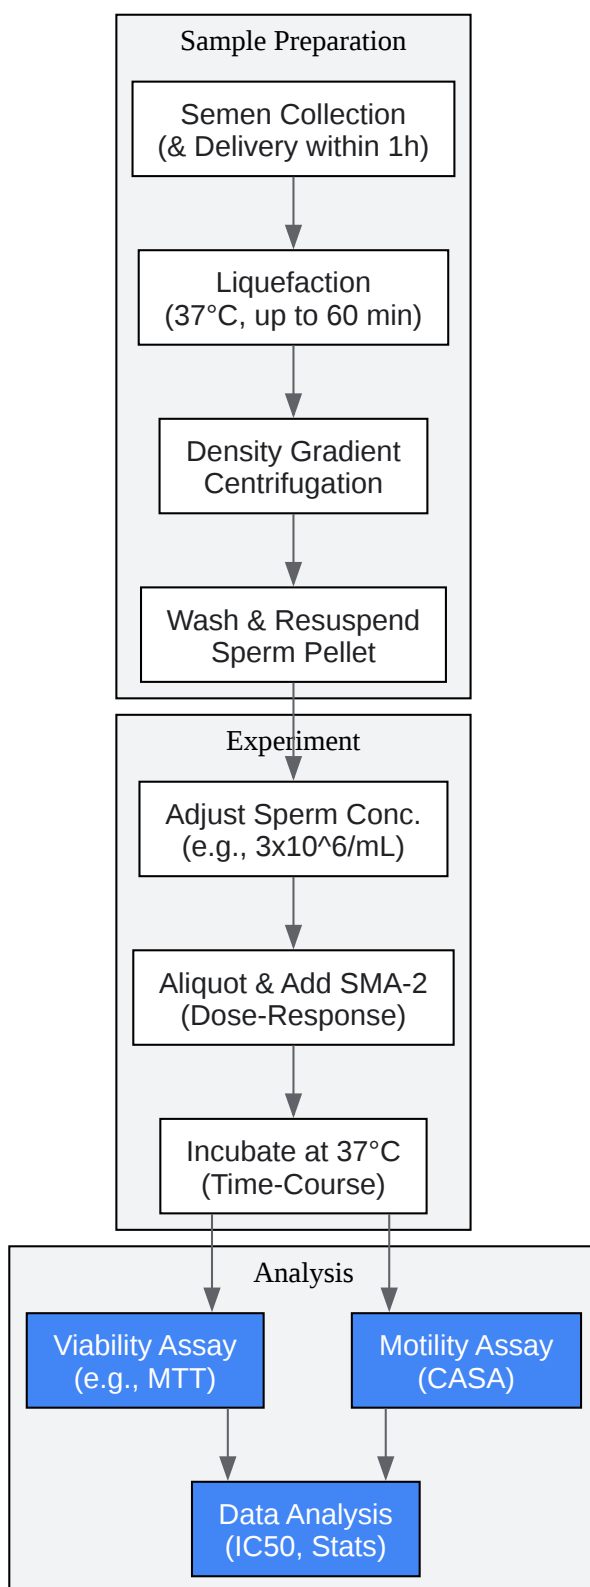 Sample Preparation
Semen Collection
(& Delivery within 1h)
Liquefaction
(37°C, up to 60 min)
Density Gradient
Centrifugation
Wash & Resuspend
Sperm Pellet
Experiment
Adjust Sperm Conc.
(e.g., 3x10^6/mL)
Aliquot & Add SMA-2
(Dose-Response)
Incubate at 37°C
(Time-Course)
Analysis
Viability Assay
(e.g., MTT)
Motility Assay
(CASA)
Data Analysis
(IC50, Stats)